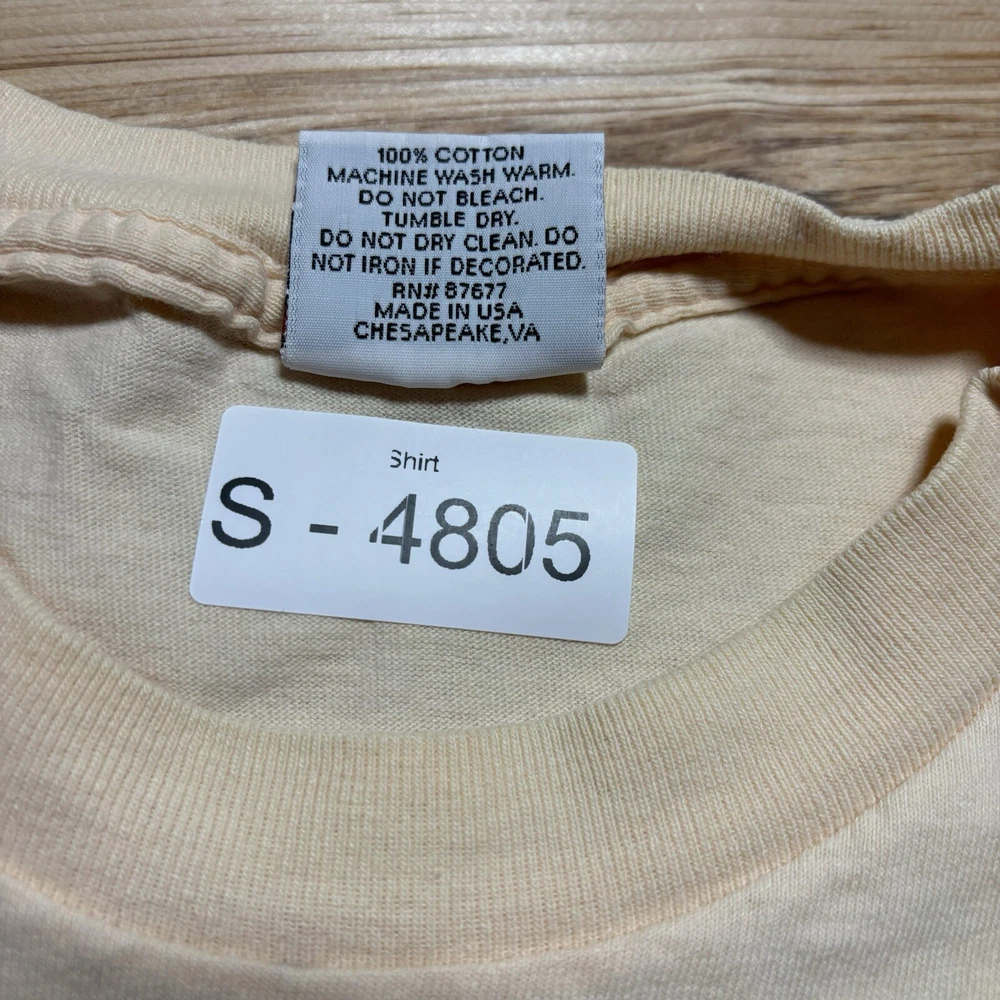 100% COTTON
MACHINE WASH WARM.
DO NOT BLEACH.
TUMBLE DRY.
DO NOT DRY CLEAN. DO
NOT IRON IF DECORATED.
RN# 87677
MADE IN USA
CHESAPEAKE,VA
Shirt
S - 4805